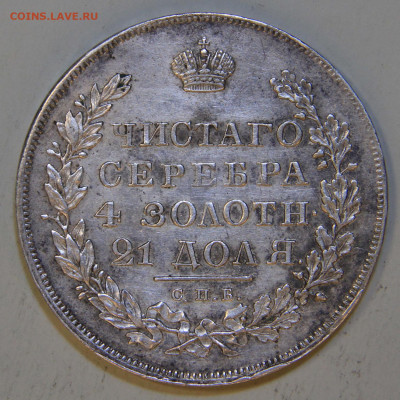 COINS.LAVE.RU
ЧИСТАГО
СЕРЕБРА
4 ЗОЛОТН
21 ДОЛЯ
С.П.Б.